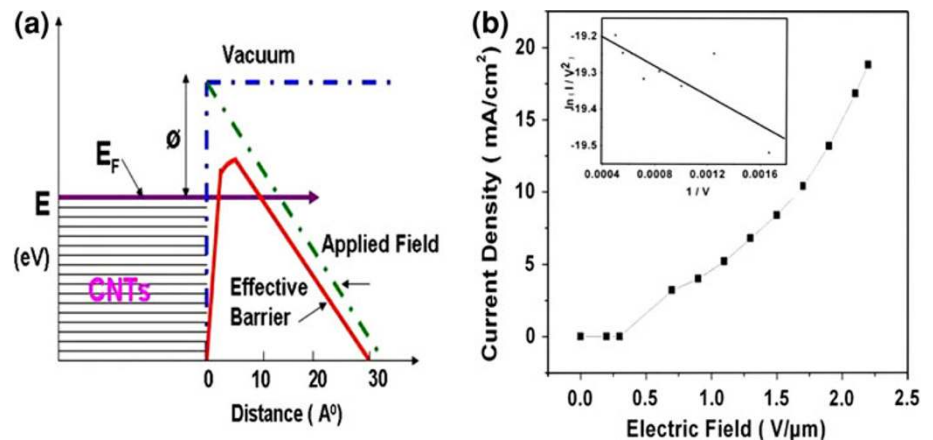 (a)
Vacuum
Ø
E_F
E
(eV)
CNTs
Applied Field
Effective
Barrier
0 10 20 30
Distance ( A⁰)
(b)
Current Density ( mA/cm²)
20
15
10
5
0
0.0 0.5 1.0 1.5 2.0 2.5
Electric Field ( V/µm)
-19.2
-19.3
-19.4
-19.5
ln ( I / V²)
0.0004 0.0008 0.0012 0.0016
1 / V